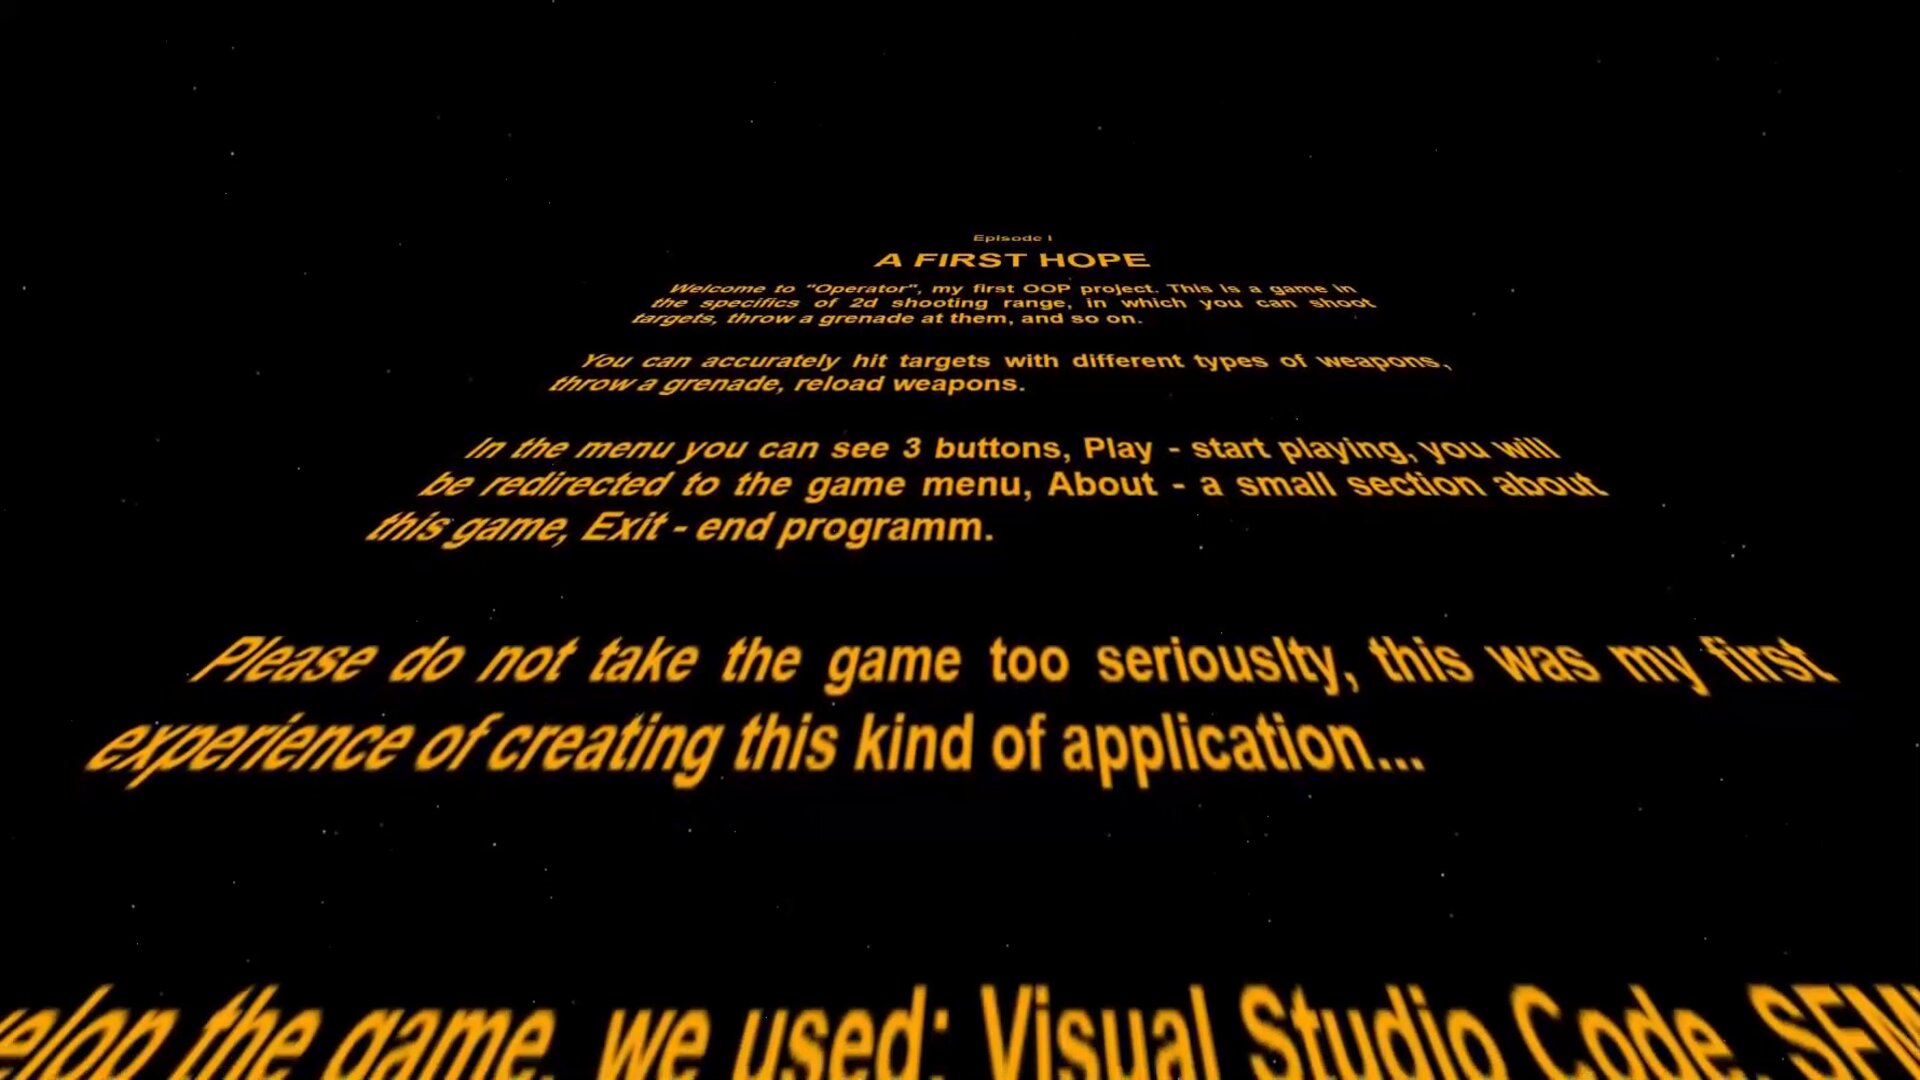 Episode I
A FIRST HOPE
Welcome to "Operator", my first OOP project. This is a game in
the specifics of 2d shooting range, in which you can shoot
targets, throw a grenade at them, and so on.
You can accurately hit targets with different types of weapons,
throw a grenade, reload weapons.
In the menu you can see 3 buttons, Play - start playing, you will
be redirected to the game menu, About - a small section about
this game, Exit - end programm.
Please do not take the game too seriouslty, this was my first
experience of creating this kind of application...
the game, we used: Visual Studio Code,